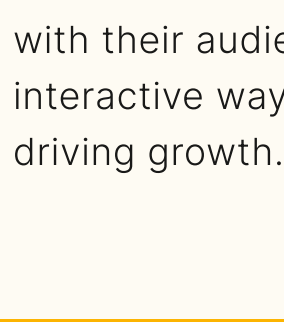 with their audie
interactive way
driving growth.